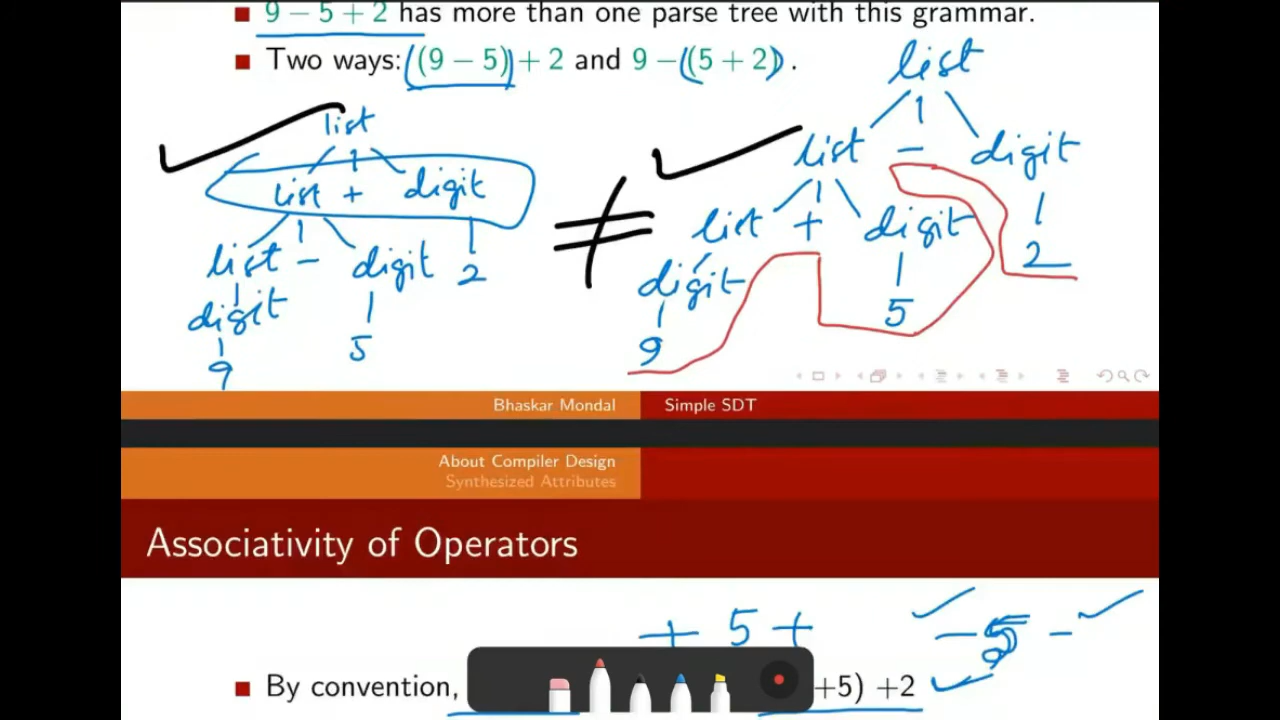 9 − 5 + 2 has more than one parse tree with this grammar.
Two ways: ((9 − 5)) + 2 and 9 − ((5 + 2)) .
list
list
list - digit
list + digit
list + digit
list - digit 2
digit
2
digit
5
9
5
9
≠
Bhaskar Mondal Simple SDT
About Compiler Design
Synthesized Attributes
Associativity of Operators
+ 5 +
By convention, +5) +2